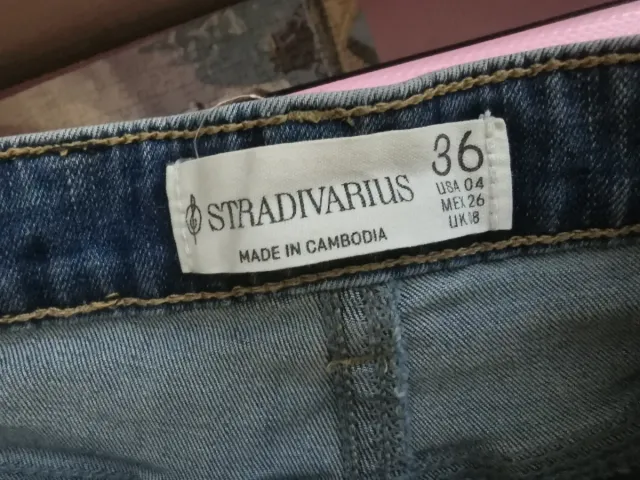 STRADIVARIUS
MADE IN CAMBODIA
36
USA 04
MEX 26
UK 8